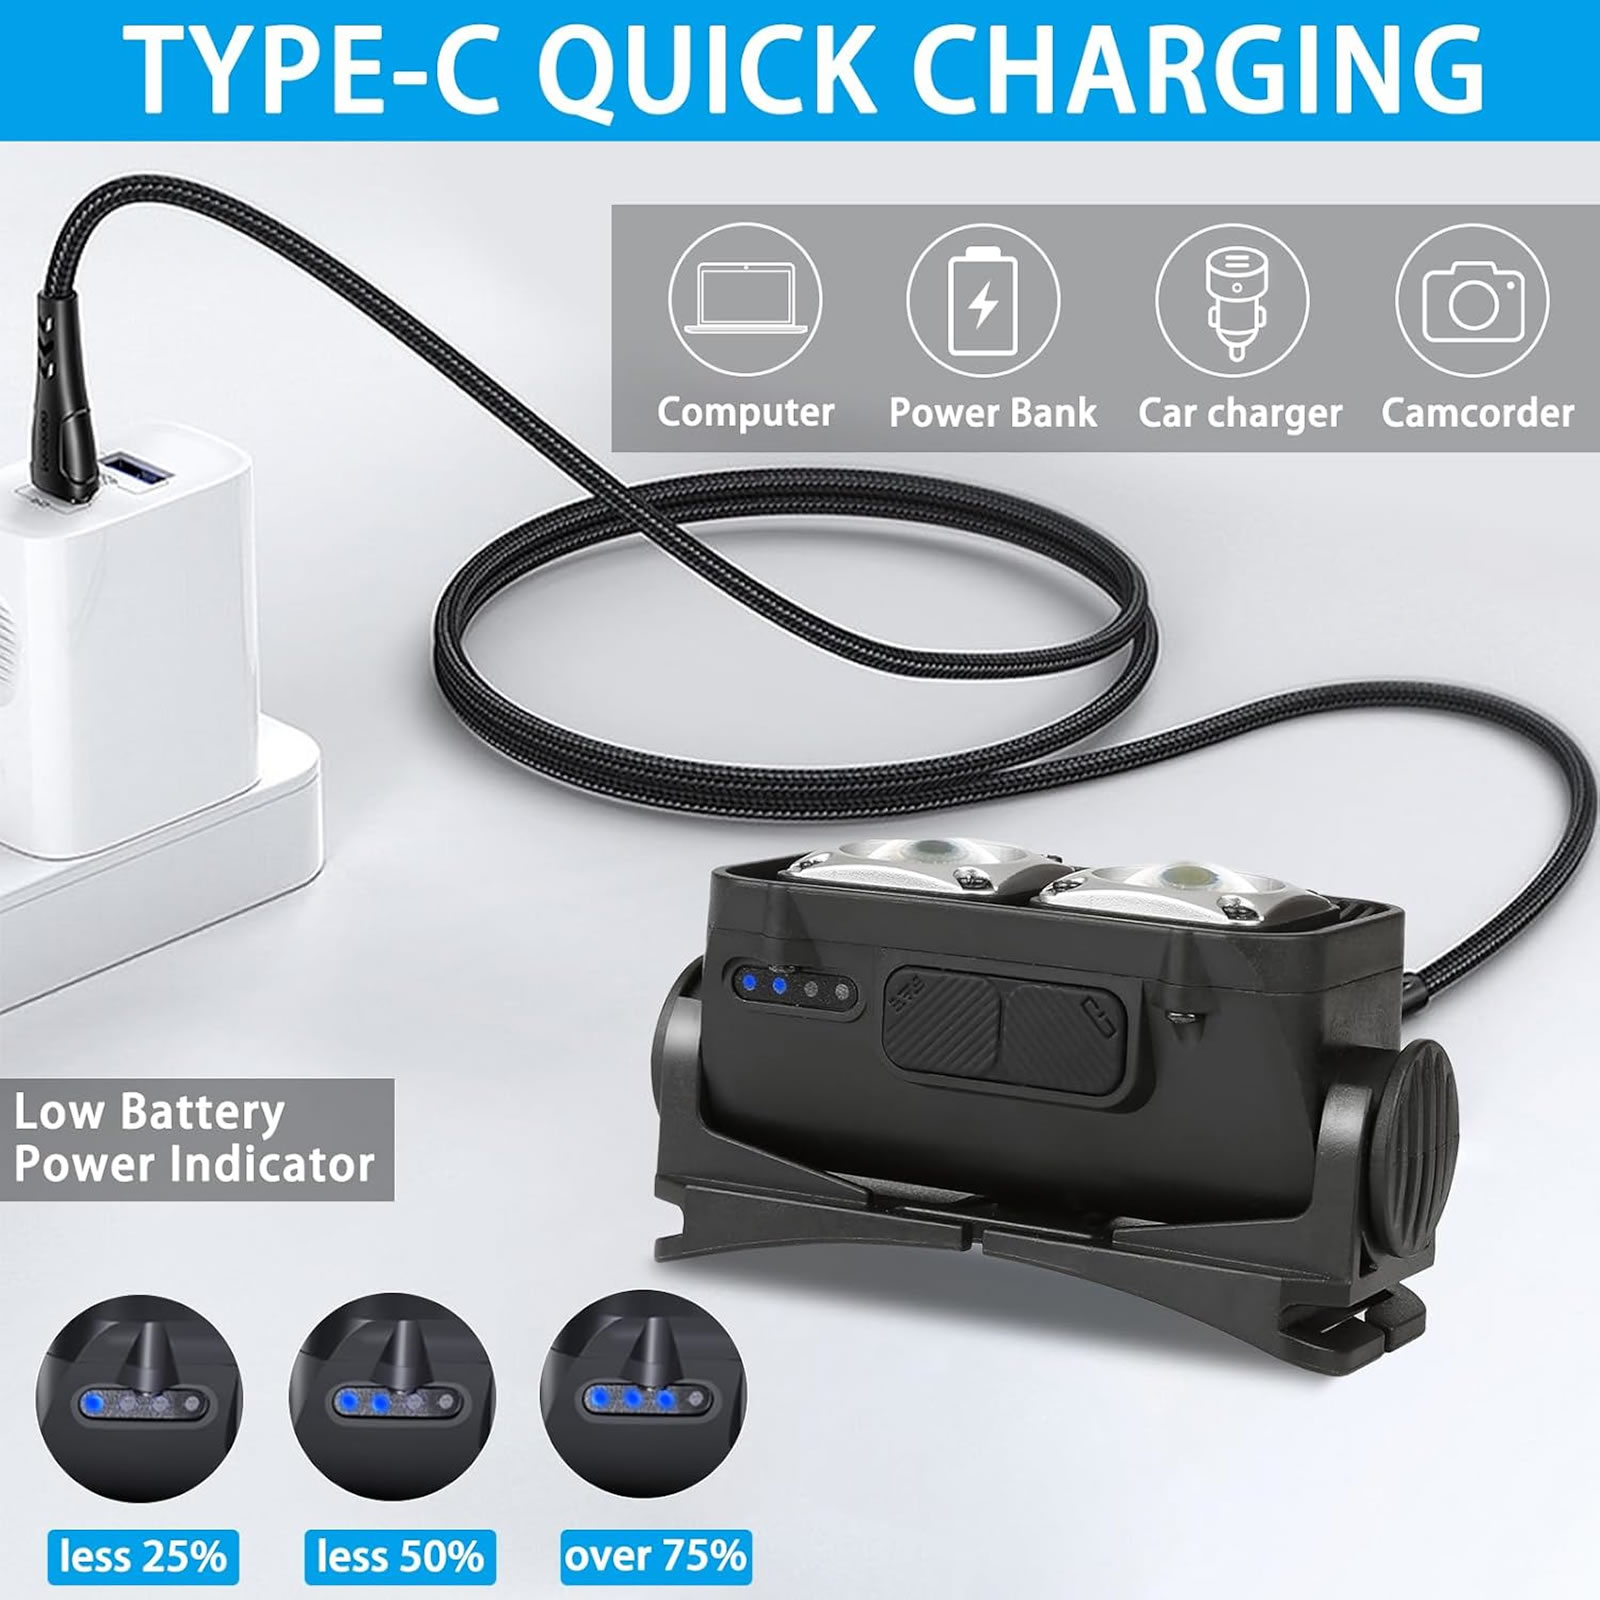 TYPE-C QUICK CHARGING
Computer
Power Bank
Car charger
Camcorder
Low Battery
Power Indicator
less 25%
less 50%
over 75%